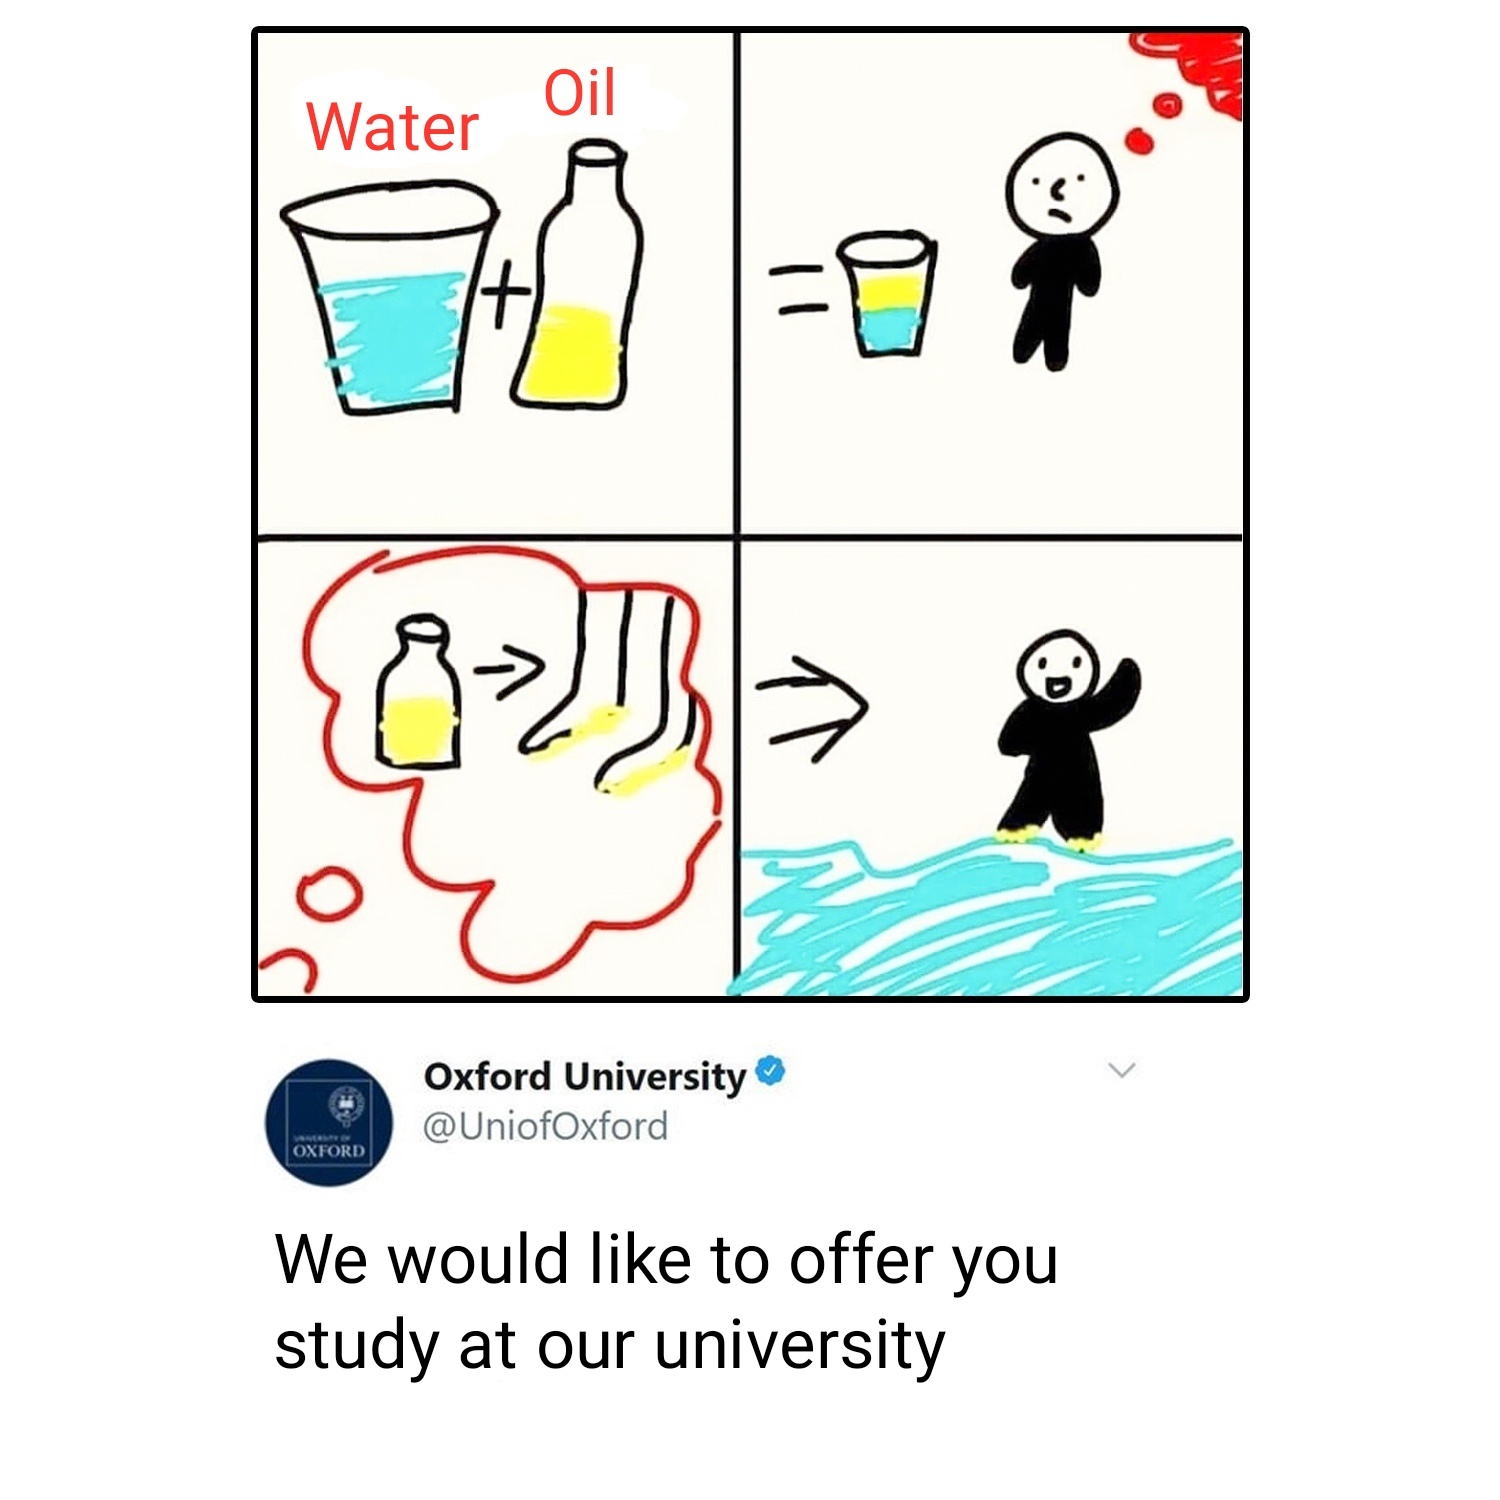 Water
Oil
+
=
Oxford University
@UniofOxford
UNIVERSITY OF
OXFORD
We would like to offer you
study at our university